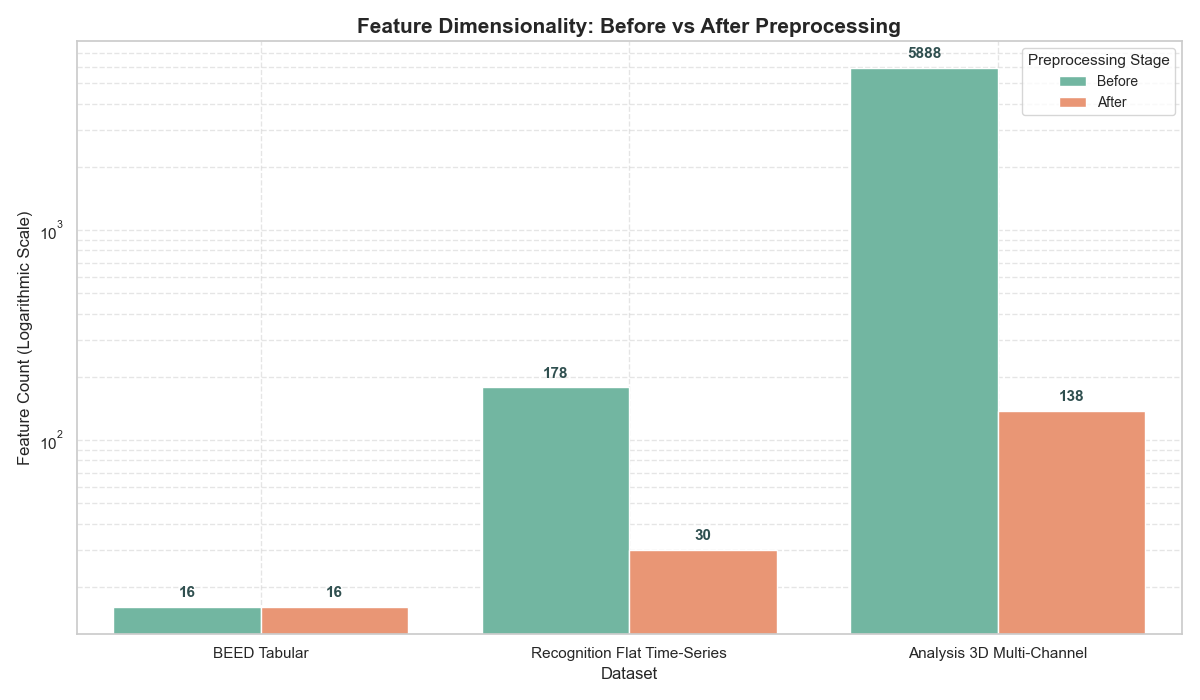 Feature Dimensionality: Before vs After Preprocessing
Preprocessing Stage
Before
After
Feature Count (Logarithmic Scale)
10³
10²
16
16
178
30
5888
138
BEED Tabular
Recognition Flat Time-Series
Analysis 3D Multi-Channel
Dataset